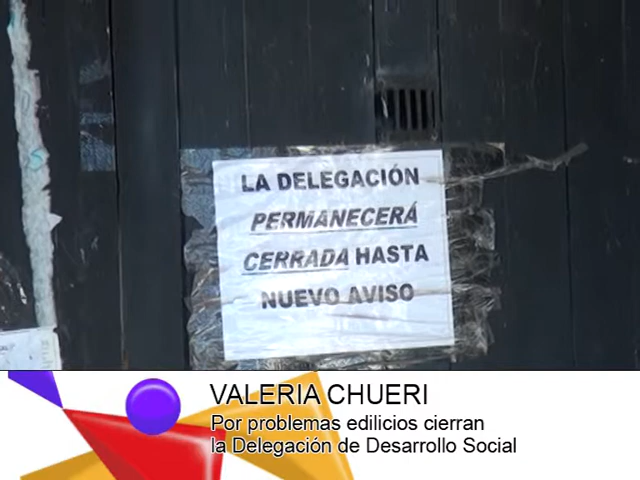 LA DELEGACIÓN
PERMANECERÁ
CERRADA HASTA
NUEVO AVISO
VALERIA CHUERI
Por problemas edilicios cierran
la Delegación de Desarrollo Social